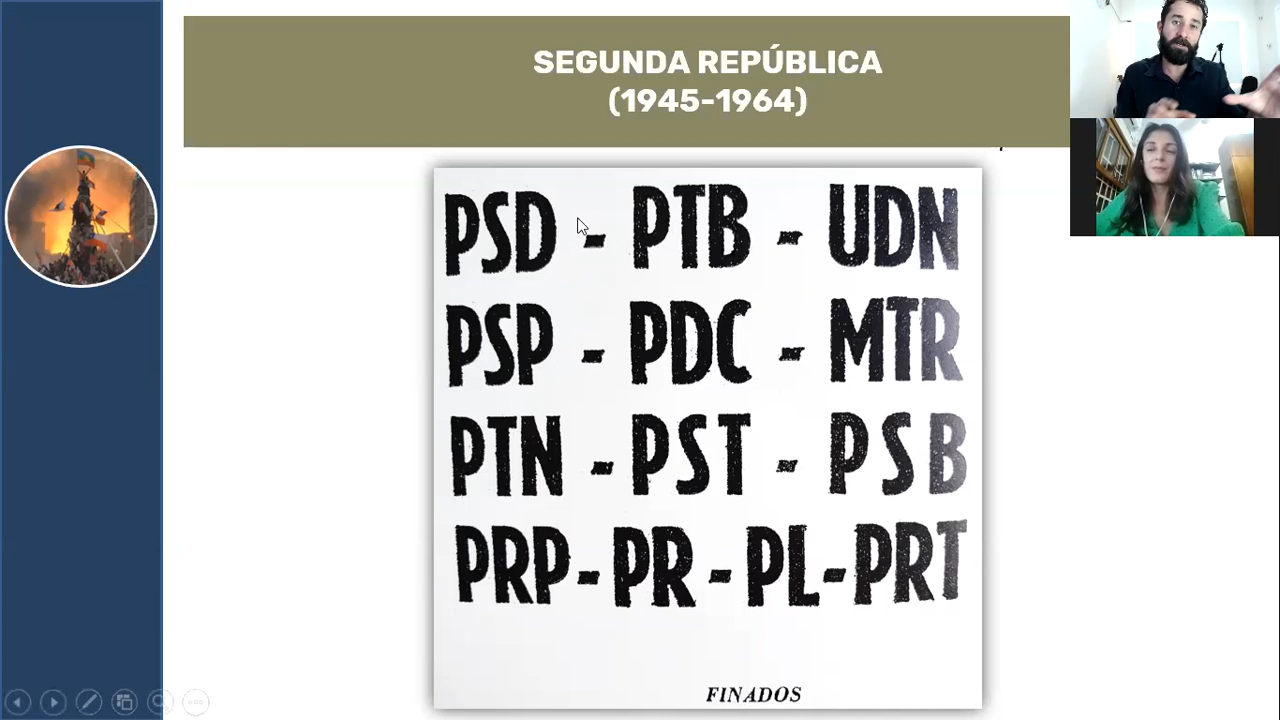 SEGUNDA REPÚBLICA
(1945-1964)
PSD - PTB - UDN
PSP - PDC - MTR
PTN - PST - PSB
PRP - PR - PL - PRT
FINADOS